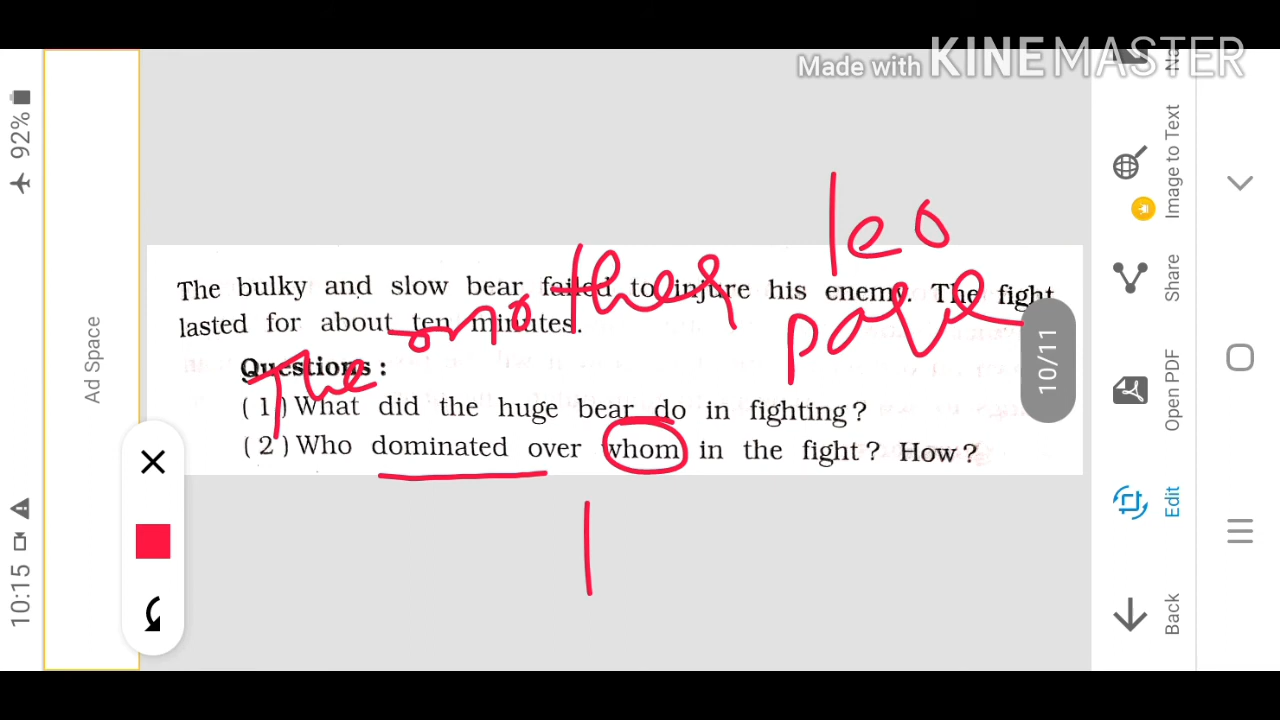 Made with KINEMASTER
The bulky and slow bear failed to injure his enemy. The fight
lasted for about ten minutes.
Questions :
( 1 ) What did the huge bear do in fighting?
( 2 ) Who dominated over whom in the fight? How?
The mother
leo
pave
92%
10:15
Ad Space
10/11
Image to Text
Share
Open PDF
Edit
Back